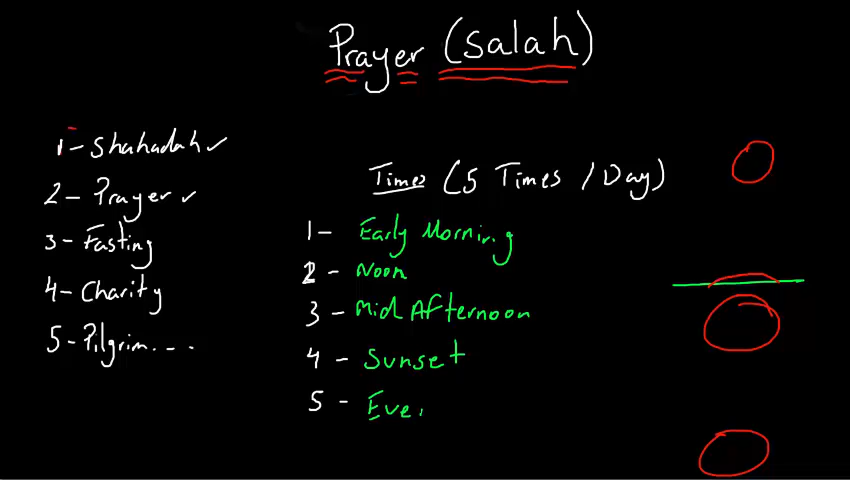 Prayer (Salah)
1- Shahadah ✓
2- Prayer ✓
3- Fasting
4- Charity
5- Pilgrim...
Times (5 Times / Day)
1- Early Morning
2- Noon
3- Mid Afternoon
4- Sunset
5- Eve